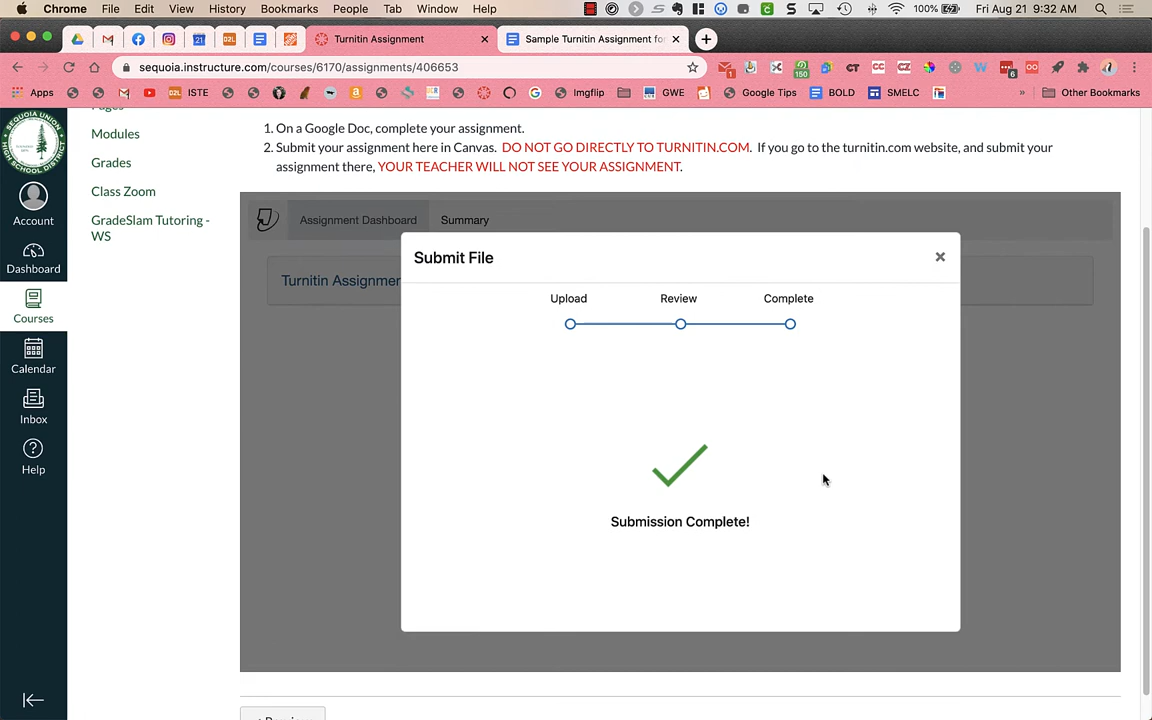 Chrome File Edit View History Bookmarks People Tab Window Help 100% Fri Aug 21 9:32 AM
Turnitin Assignment Sample Turnitin Assignment for
sequoia.instructure.com/courses/6170/assignments/406653
Apps ISTE Imgflip GWE Google Tips BOLD SMELC » Other Bookmarks
Pages
Modules
Grades
Class Zoom
GradeSlam Tutoring -
WS
Account
Dashboard
Courses
Calendar
Inbox
Help
1. On a Google Doc, complete your assignment.
2. Submit your assignment here in Canvas. DO NOT GO DIRECTLY TO TURNITIN.COM. If you go to the turnitin.com website, and submit your
assignment there, YOUR TEACHER WILL NOT SEE YOUR ASSIGNMENT.
Assignment Dashboard Summary
Turnitin Assignmen
Submit File ×
Upload Review Complete
Submission Complete!